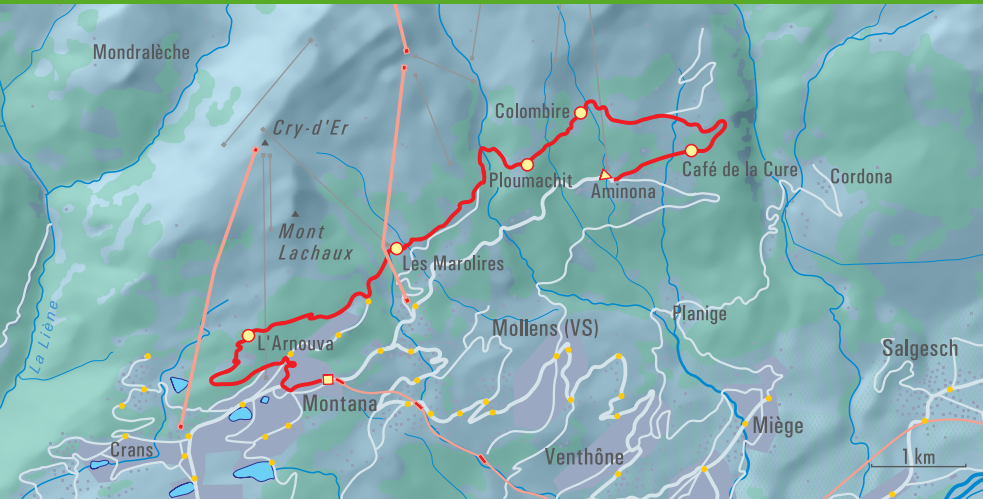 Mondralèche
Colombire
Cry-d'Er
Ploumachit
Café de la Cure
Cordona
Aminona
Mont
Lachaux
Les Marolires
La Liène
Planige
Mollens (VS)
L'Arnouva
Salgesch
Montana
Miège
Crans
Venthône
1 km